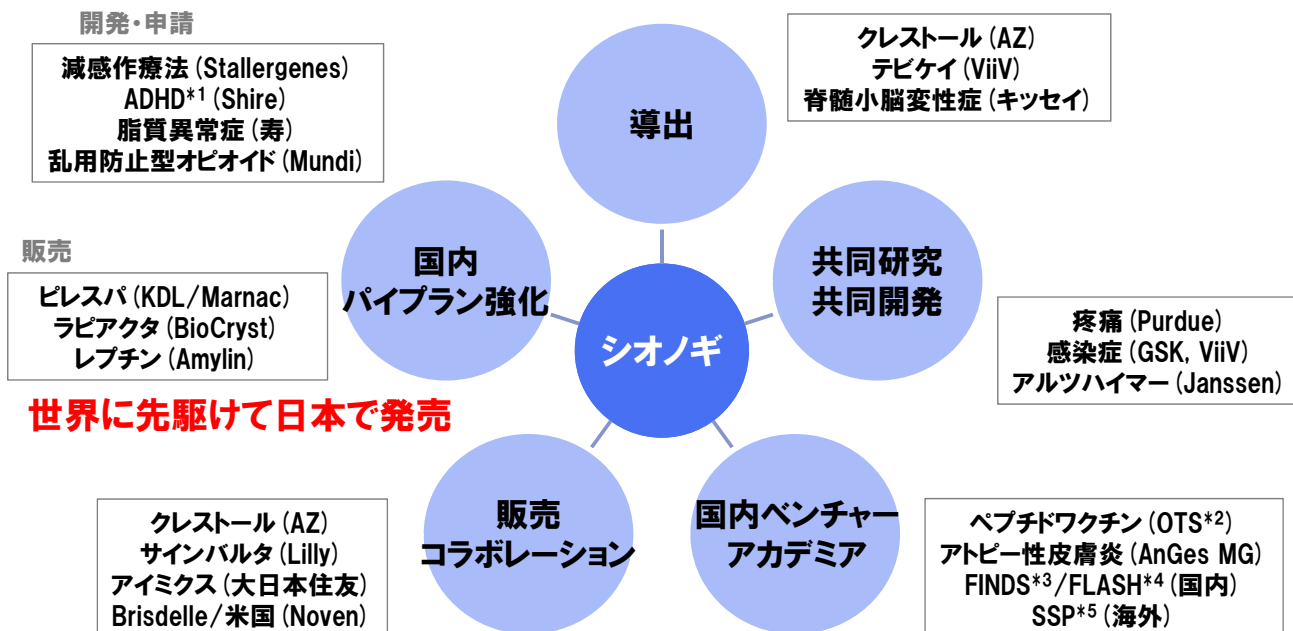 開発・申請
減感作療法 (Stallergenes)
ADHD*1 (Shire)
脂質異常症 (寿)
乱用防止型オピオイド (Mundi)
導出
クレストール (AZ)
テビケイ (ViiV)
脊髄小脳変性症 (キッセイ)
販売
ピレスパ (KDL/Marnac)
ラピアクタ (BioCryst)
レプチン (Amylin)
世界に先駆けて日本で発売
国内
パイプラン強化
シオノギ
共同研究
共同開発
疼痛 (Purdue)
感染症 (GSK, ViiV)
アルツハイマー (Janssen)
クレストール (AZ)
サインバルタ (Lilly)
アイミクス (大日本住友)
Brisdelle/米国 (Noven)
販売
コラボレーション
国内ベンチャー
アカデミア
ペプチドワクチン (OTS*2)
アトピー性皮膚炎 (AnGes MG)
FINDS*3/FLASH*4 (国内)
SSP*5 (海外)